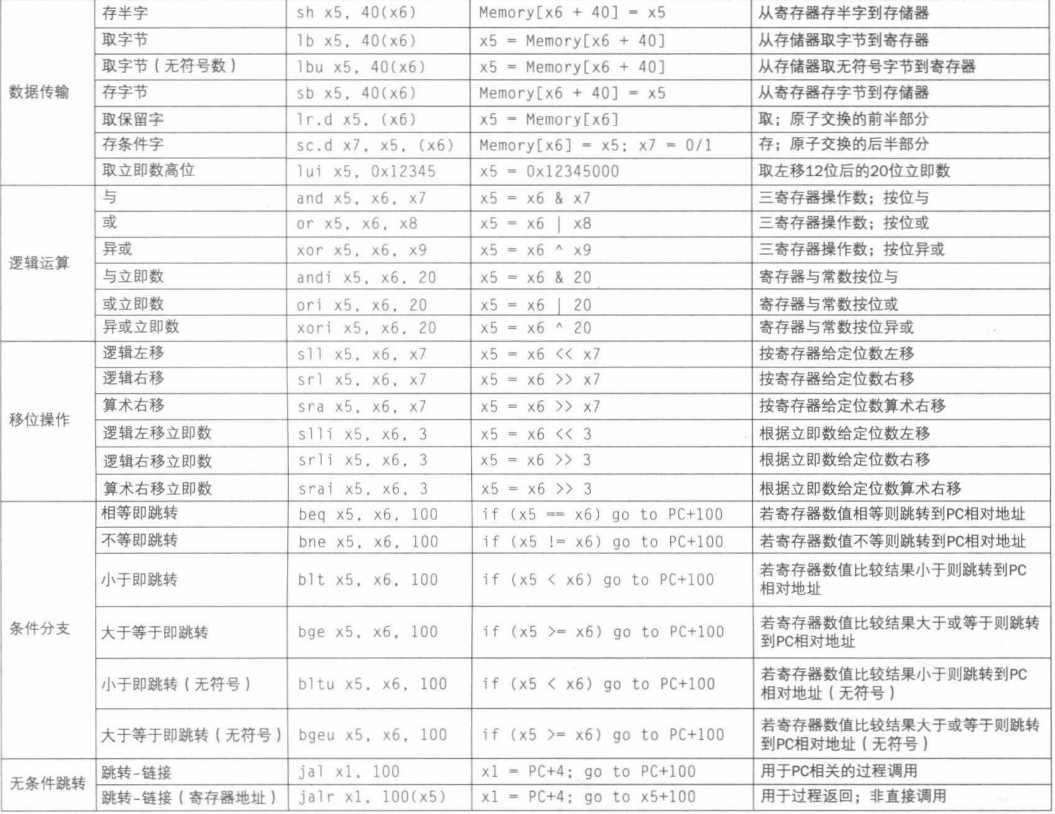 数据传输
存半字 sh x5, 40(x6) Memory[x6 + 40] = x5 从寄存器存半字到存储器
取字节 lb x5, 40(x6) x5 = Memory[x6 + 40] 从存储器取字节到寄存器
取字节（无符号数） lbu x5, 40(x6) x5 = Memory[x6 + 40] 从存储器取无符号字节到寄存器
存字节 sb x5, 40(x6) Memory[x6 + 40] = x5 从寄存器存字节到存储器
取保留字 lr.d x5, (x6) x5 = Memory[x6] 取；原子交换的前半部分
存条件字 sc.d x7, x5, (x6) Memory[x6] = x5; x7 = 0/1 存；原子交换的后半部分
取立即数高位 lui x5, 0x12345 x5 = 0x12345000 取左移12位后的20位立即数
逻辑运算
与 and x5, x6, x7 x5 = x6 & x7 三寄存器操作数；按位与
或 or x5, x6, x8 x5 = x6 | x8 三寄存器操作数；按位或
异或 xor x5, x6, x9 x5 = x6 ^ x9 三寄存器操作数；按位异或
与立即数 andi x5, x6, 20 x5 = x6 & 20 寄存器与常数按位与
或立即数 ori x5, x6, 20 x5 = x6 | 20 寄存器与常数按位或
异或立即数 xori x5, x6, 20 x5 = x6 ^ 20 寄存器与常数按位异或
移位操作
逻辑左移 sll x5, x6, x7 x5 = x6 << x7 按寄存器给定位数左移
逻辑右移 srl x5, x6, x7 x5 = x6 >> x7 按寄存器给定位数右移
算术右移 sra x5, x6, x7 x5 = x6 >> x7 按寄存器给定位数算术右移
逻辑左移立即数 slli x5, x6, 3 x5 = x6 << 3 根据立即数给定位数左移
逻辑右移立即数 srli x5, x6, 3 x5 = x6 >> 3 根据立即数给定位数右移
算术右移立即数 srai x5, x6, 3 x5 = x6 >> 3 根据立即数给定位数算术右移
条件分支
相等即跳转 beq x5, x6, 100 if (x5 == x6) go to PC+100 若寄存器数值相等则跳转到PC相对地址
不等即跳转 bne x5, x6, 100 if (x5 != x6) go to PC+100 若寄存器数值不等则跳转到PC相对地址
小于即跳转 blt x5, x6, 100 if (x5 < x6) go to PC+100 若寄存器数值比较结果小于则跳转到PC
相对地址
大于等于即跳转 bge x5, x6, 100 if (x5 >= x6) go to PC+100 若寄存器数值比较结果大于或等于则跳转
到PC相对地址
小于即跳转（无符号） bltu x5, x6, 100 if (x5 < x6) go to PC+100 若寄存器数值比较结果小于则跳转到PC
相对地址（无符号）
大于等于即跳转（无符号） bgeu x5, x6, 100 if (x5 >= x6) go to PC+100 若寄存器数值比较结果大于或等于则跳转
到PC相对地址（无符号）
无条件跳转
跳转-链接 jal x1, 100 x1 = PC+4; go to PC+100 用于PC相关的过程调用
跳转-链接（寄存器地址） jalr x1, 100(x5) x1 = PC+4; go to x5+100 用于过程返回；非直接调用